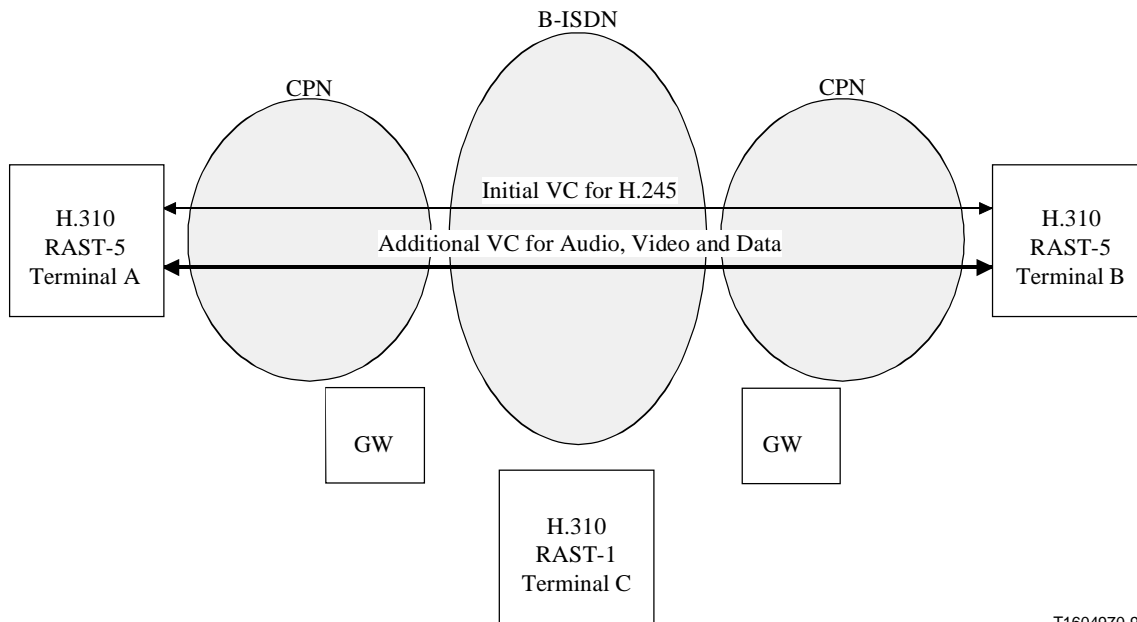 B-ISDN
CPN
CPN
Initial VC for H.245
H.310
RAST-5
Terminal A
Additional VC for Audio, Video and Data
H.310
RAST-5
Terminal B
GW
GW
H.310
RAST-1
Terminal C